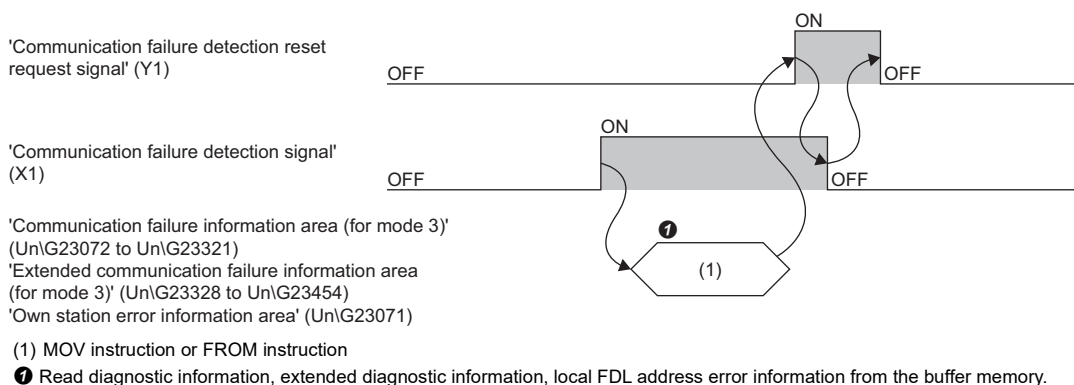 ON
'Communication failure detection reset
request signal' (Y1)
OFF
OFF
ON
'Communication failure detection signal'
(X1)
OFF
OFF
'Communication failure information area (for mode 3)'
(Un\G23072 to Un\G23321)
'Extended communication failure information area
(for mode 3)' (Un\G23328 to Un\G23454)
'Own station error information area' (Un\G23071)
❶
(1)
(1) MOV instruction or FROM instruction
❶ Read diagnostic information, extended diagnostic information, local FDL address error information from the buffer memory.